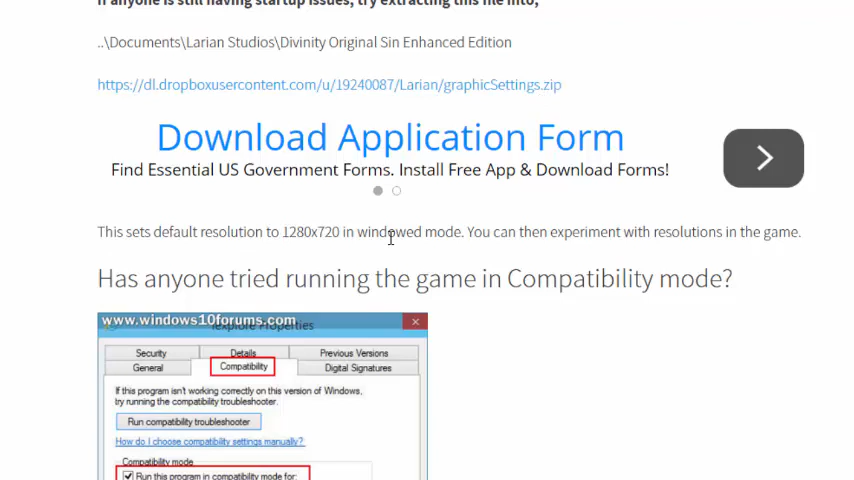 If anyone is still having startup issues, try extracting this file into,
..\Documents\Larian Studios\Divinity Original Sin Enhanced Edition
https://dl.dropboxusercontent.com/u/19240087/Larian/graphicSettings.zip
Download Application Form
Find Essential US Government Forms. Install Free App & Download Forms!
This sets default resolution to 1280x720 in windowed mode. You can then experiment with resolutions in the game.
Has anyone tried running the game in Compatibility mode?
www.windows10forums.com
Properties
Security Details Previous Versions
General Compatibility Digital Signatures
If this program isn't working correctly on this version of Windows,
try running the compatibility troubleshooter.
Run compatibility troubleshooter
How do I choose compatibility settings manually?
Compatibility mode
Run this program in compatibility mode for: